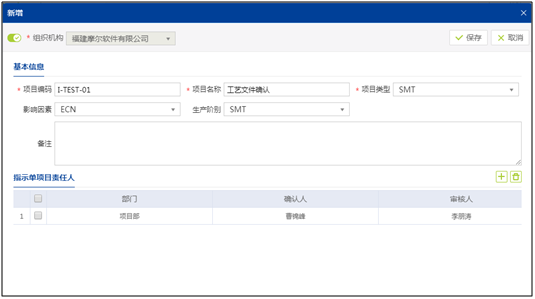 新增
* 组织机构 福建摩尔软件有限公司 保存 取消
基本信息
* 项目编码 I-TEST-01 * 项目名称 工艺文件确认 * 项目类型 SMT
影响因素 ECN 生产阶别 SMT
备注
指示单项目责任人
部门 确认人 审核人
1 项目部 曹锦峰 李朋涛